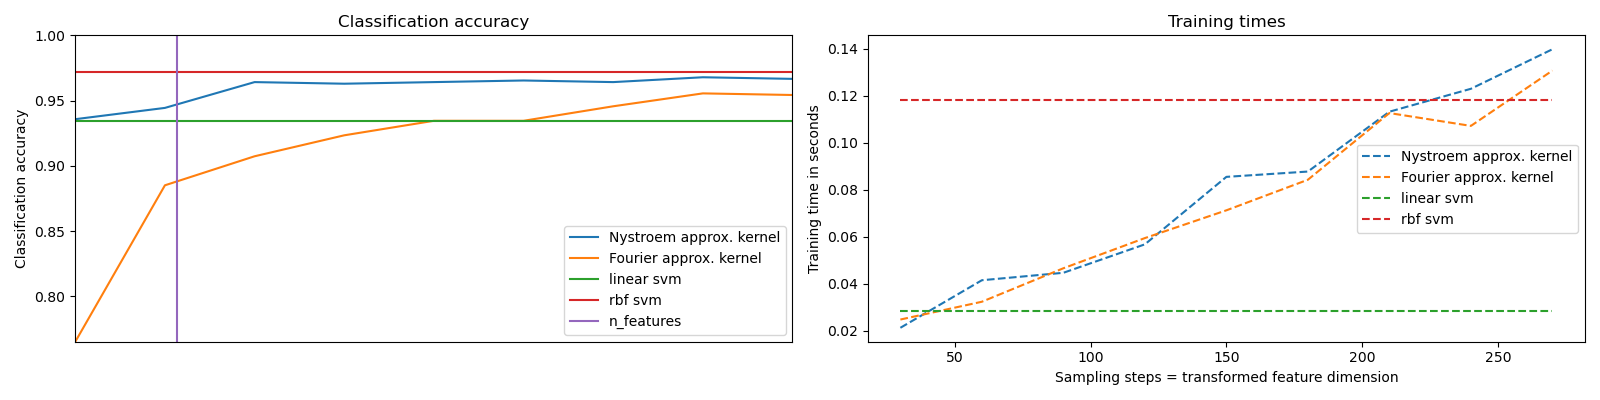 Classification accuracy
Classification accuracy
1.00
0.95
0.90
0.85
0.80
Nystroem approx. kernel
Fourier approx. kernel
linear svm
rbf svm
n_features
Training times
Training time in seconds
0.14
0.12
0.10
0.08
0.06
0.04
0.02
Nystroem approx. kernel
Fourier approx. kernel
linear svm
rbf svm
50 100 150 200 250
Sampling steps = transformed feature dimension